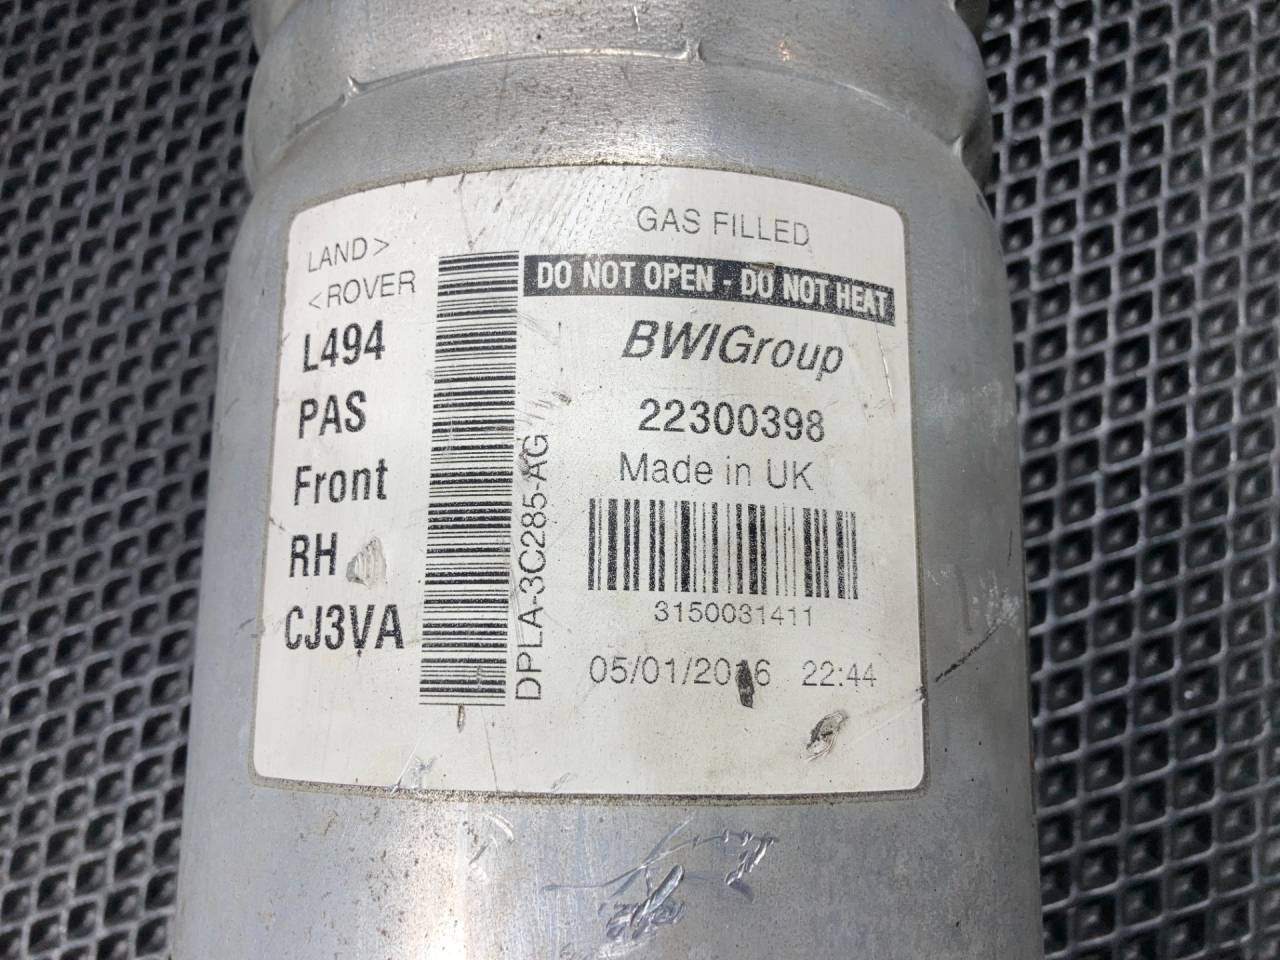 LAND >
< ROVER
L494
PAS
Front
RH
CJ3VA
DPLA-3C285-AG
GAS FILLED
DO NOT OPEN - DO NOT HEAT
BWIGroup
22300398
Made in UK
3150031411
05/01/2016 22:44